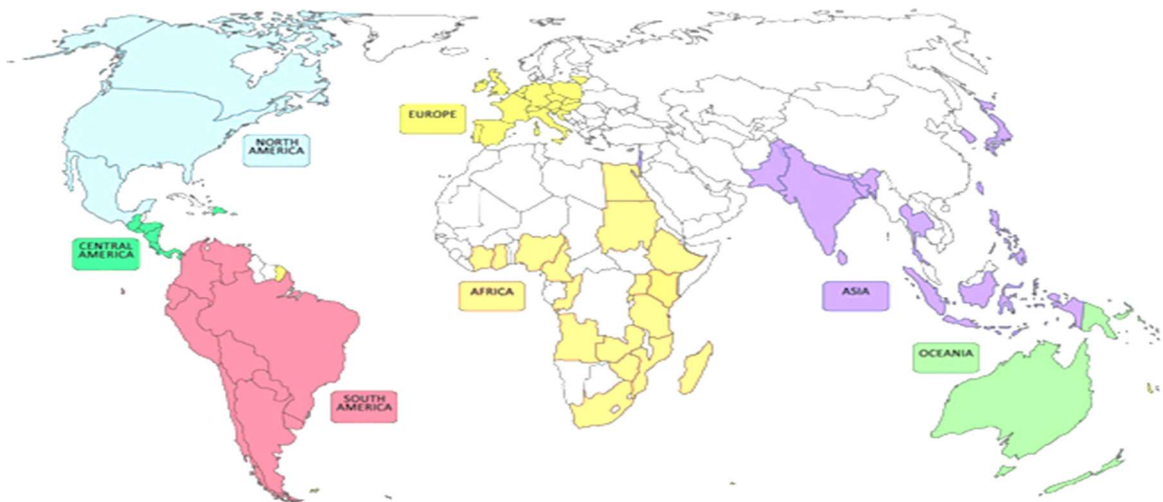 NORTH
AMERICA
EUROPE
CENTRAL
AMERICA
AFRICA
ASIA
OCEANIA
SOUTH
AMERICA